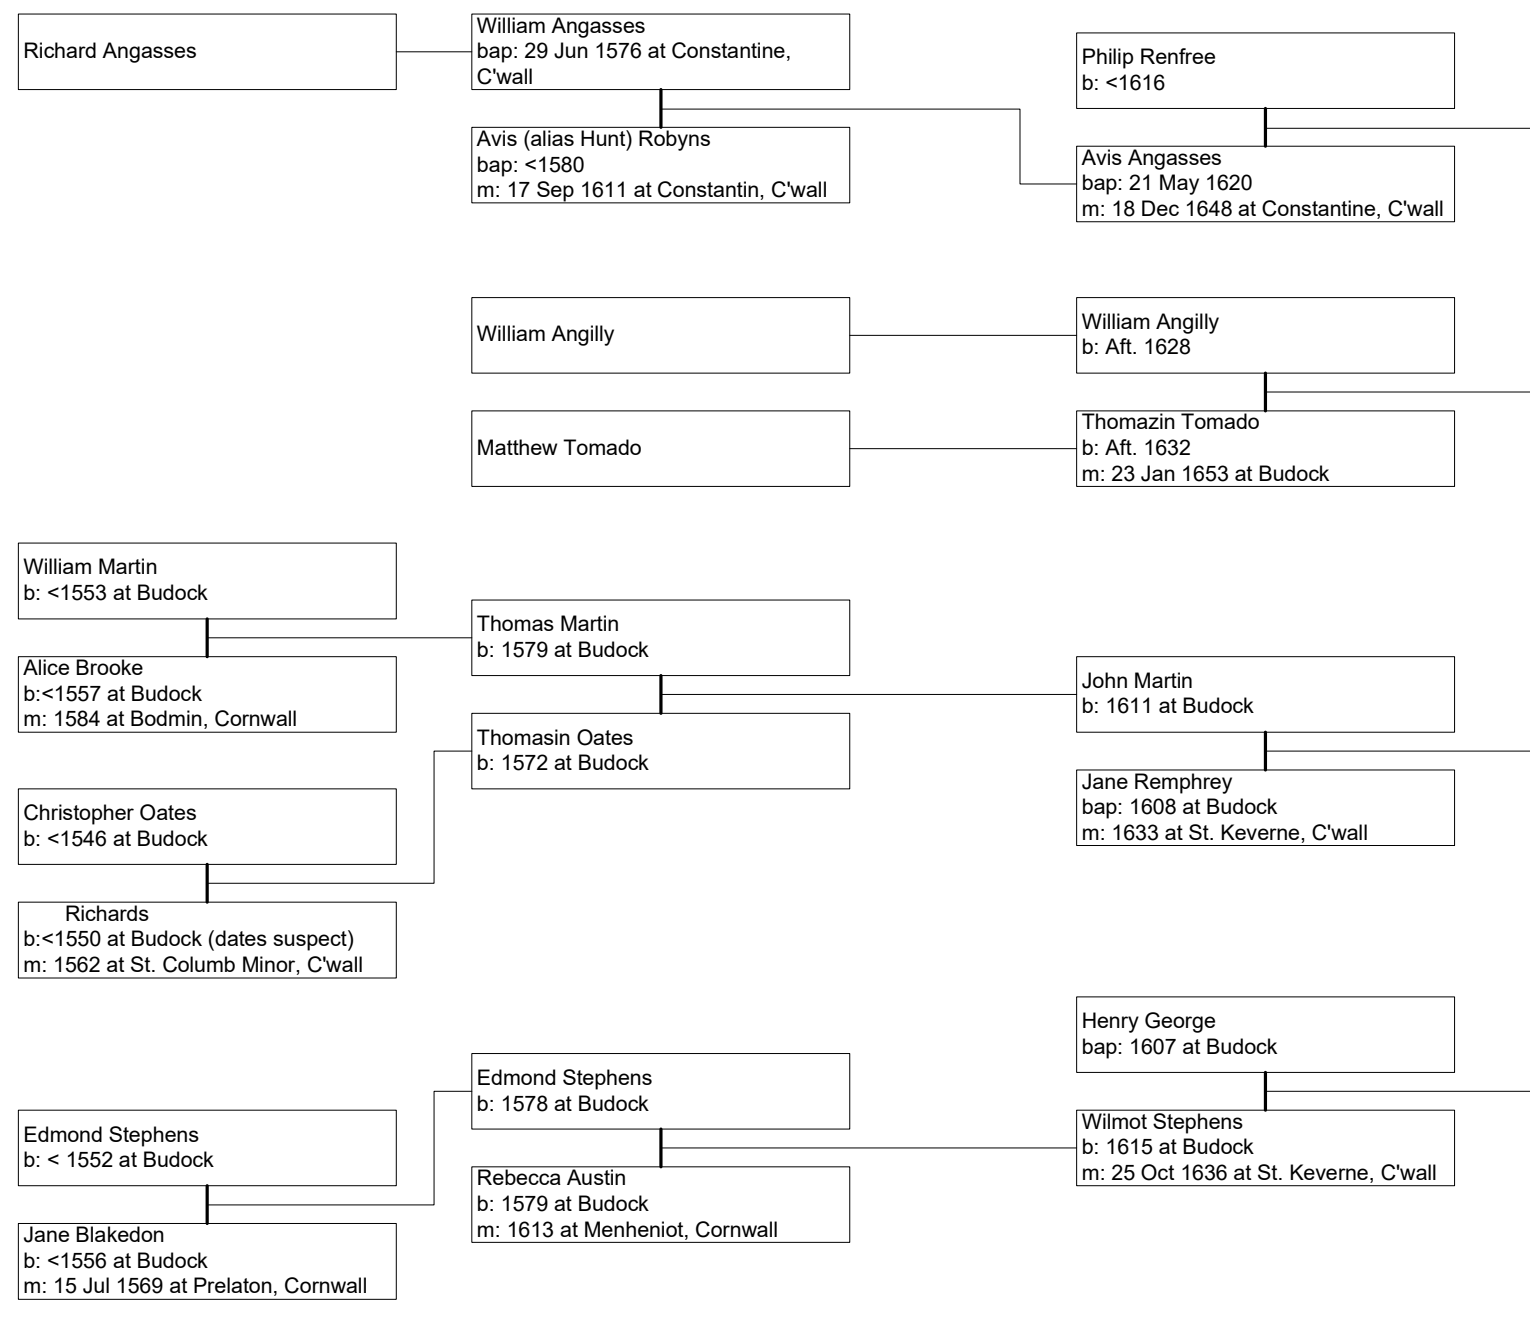 Richard Angasses
William Angasses
bap: 29 Jun 1576 at Constantine,
C'wall
Avis (alias Hunt) Robyns
bap: <1580
m: 17 Sep 1611 at Constantin, C'wall
Philip Renfree
b: <1616
Avis Angasses
bap: 21 May 1620
m: 18 Dec 1648 at Constantine, C'wall
William Angilly
William Angilly
b: Aft. 1628
Matthew Tomado
Thomazin Tomado
b: Aft. 1632
m: 23 Jan 1653 at Budock
William Martin
b: <1553 at Budock
Alice Brooke
b:<1557 at Budock
m: 1584 at Bodmin, Cornwall
Thomas Martin
b: 1579 at Budock
Thomasin Oates
b: 1572 at Budock
John Martin
b: 1611 at Budock
Jane Remphrey
bap: 1608 at Budock
m: 1633 at St. Keverne, C'wall
Christopher Oates
b: <1546 at Budock
Richards
b:<1550 at Budock (dates suspect)
m: 1562 at St. Columb Minor, C'wall
Henry George
bap: 1607 at Budock
Wilmot Stephens
b: 1615 at Budock
m: 25 Oct 1636 at St. Keverne, C'wall
Edmond Stephens
b: 1578 at Budock
Rebecca Austin
b: 1579 at Budock
m: 1613 at Menheniot, Cornwall
Edmond Stephens
b: < 1552 at Budock
Jane Blakedon
b: <1556 at Budock
m: 15 Jul 1569 at Prelaton, Cornwall